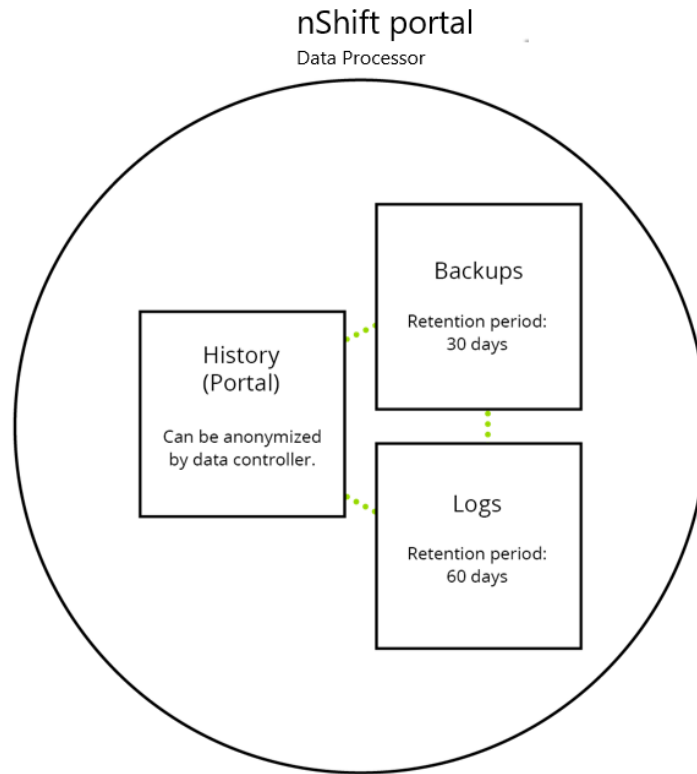 nShift portal
Data Processor
Backups
Retention period:
30 days
History
(Portal)
Can be anonymized
by data controller.
Logs
Retention period:
60 days